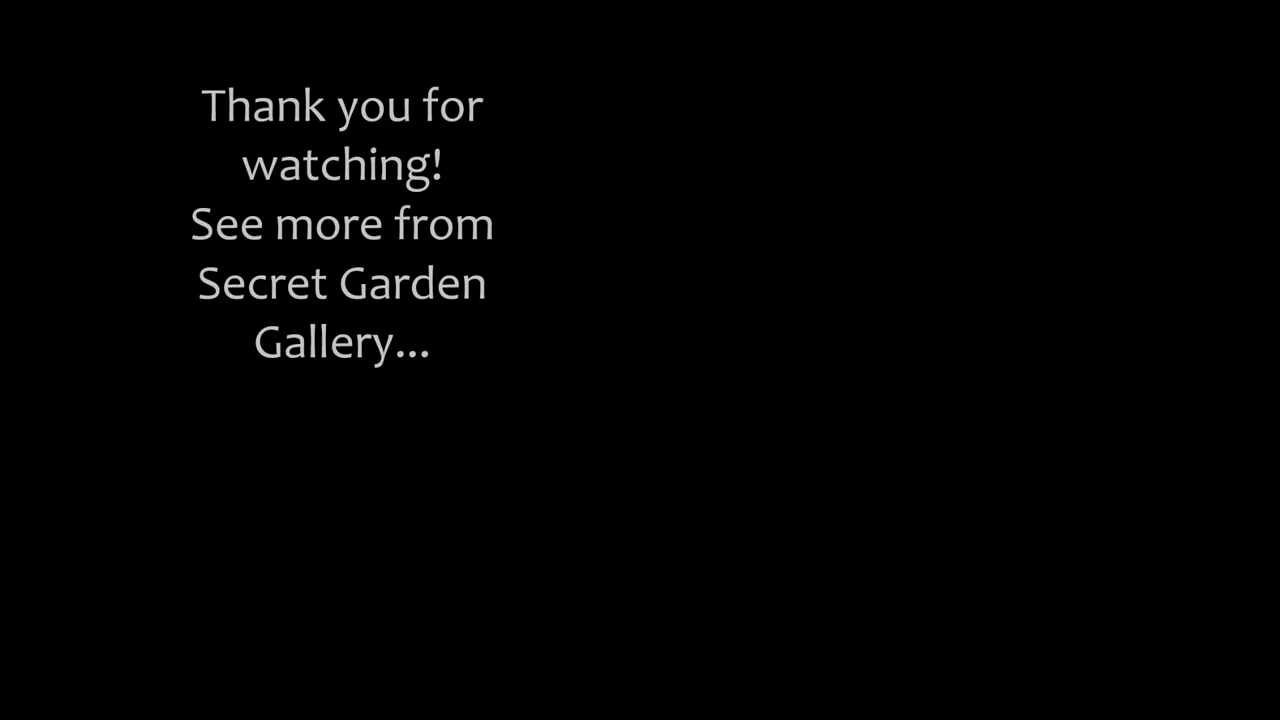 Thank you for
watching!
See more from
Secret Garden
Gallery...